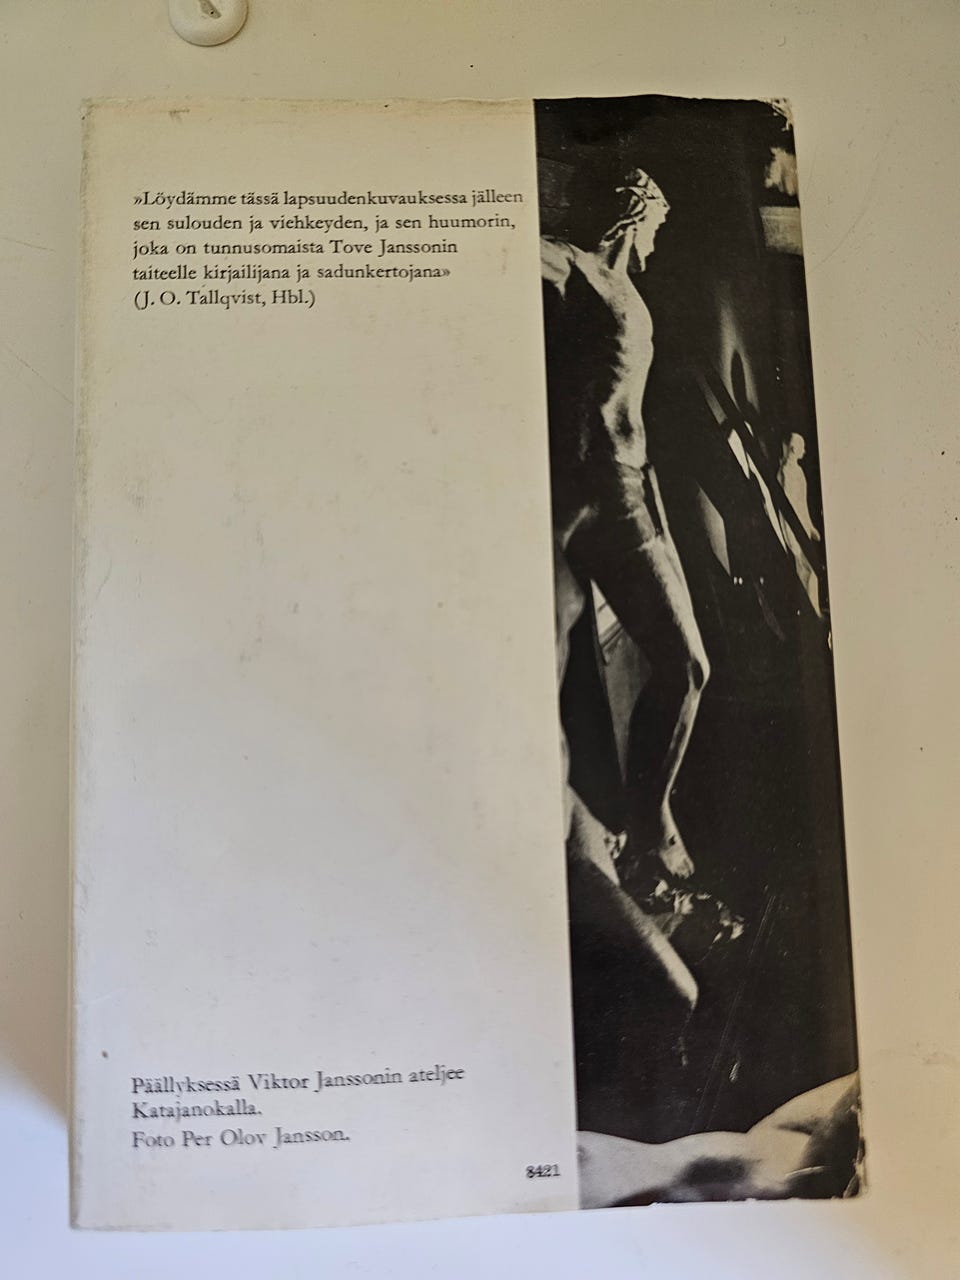 »Löydämme tässä lapsuudenkuvauksessa jälleen
sen sulouden ja viehkeyden, ja sen huumorin,
joka on tunnusomaista Tove Janssonin
taiteelle kirjailijana ja sadunkertojana»
(J. O. Tallqvist, Hbl.)
Päällyksessä Viktor Janssonin ateljee
Katajanokalla.
Foto Per Olov Jansson.
8421